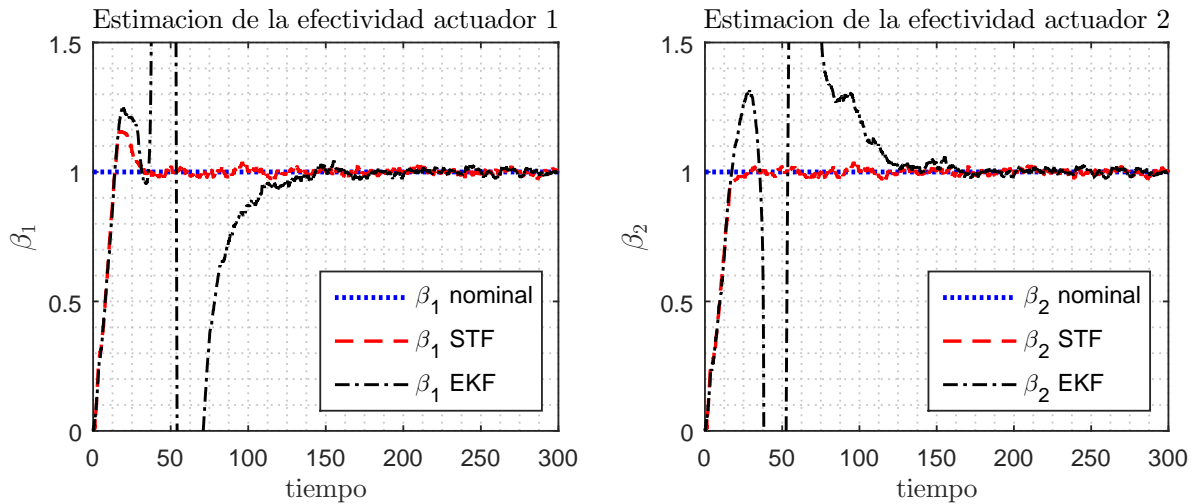 Estimacion de la efectividad actuador 1
1.5
1
0.5
0
β1
0 50 100 150 200 250 300
tiempo
β1 nominal
β1 STF
β1 EKF
Estimacion de la efectividad actuador 2
1.5
1
0.5
0
β2
0 50 100 150 200 250 300
tiempo
β2 nominal
β2 STF
β2 EKF